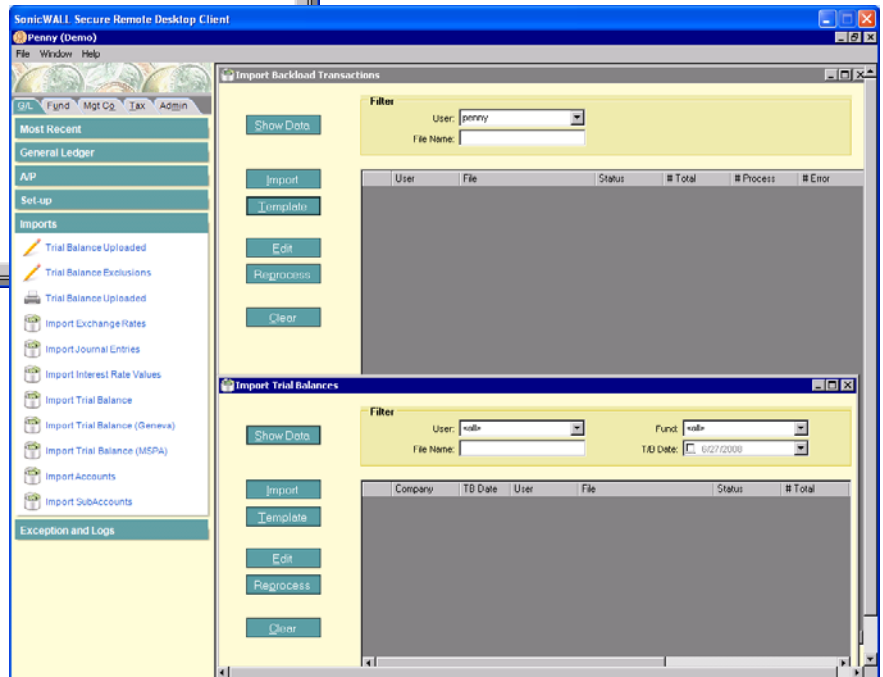 SonicWALL Secure Remote Desktop Client
Penny (Demo)
File Window Help
G/L Fund Mgt Co Tax Admin
Most Recent
General Ledger
A/P
Set-up
Imports
Trial Balance Uploaded
Trial Balance Exclusions
Trial Balance Uploaded
Import Exchange Rates
Import Journal Entries
Import Interest Rate Values
Import Trial Balance
Import Trial Balance (Geneva)
Import Trial Balance (MSPA)
Import Accounts
Import SubAccounts
Exception and Logs
Import Backload Transactions
Show Data
Filter
User: penny
File Name:
Import
Template
Edit
Reprocess
Clear
User File Status # Total # Process # Error
Import Trial Balances
Show Data
Filter
User: <all> Fund: <all>
File Name: T/B Date: 6/27/2008
Import
Template
Edit
Reprocess
Clear
Company TB Date User File Status # Total